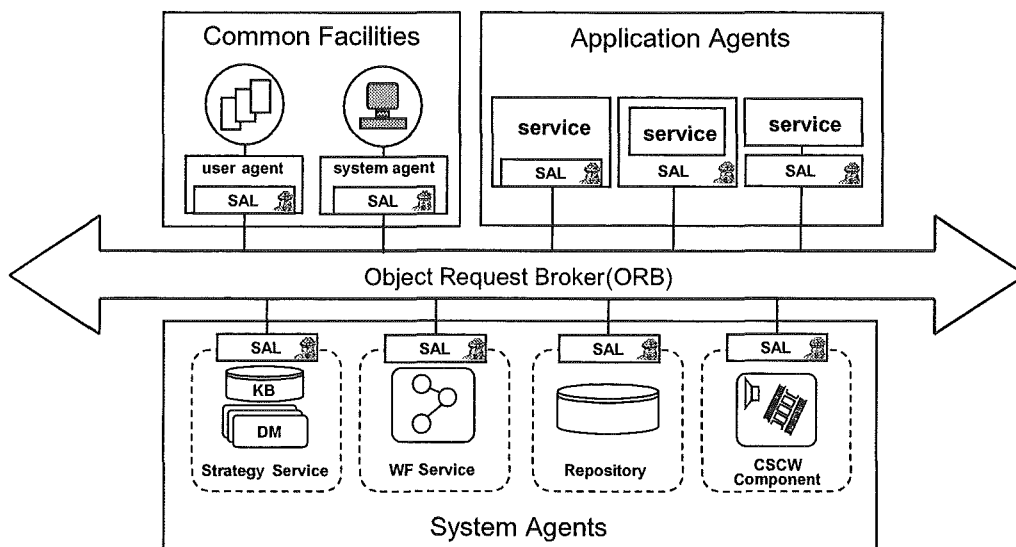 Common Facilities
Application Agents
service
service
service
user agent
system agent
SAL
SAL
SAL
SAL
SAL
Object Request Broker(ORB)
SAL
SAL
SAL
SAL
KB
DM
Strategy Service
WF Service
Repository
CSCW
Component
System Agents